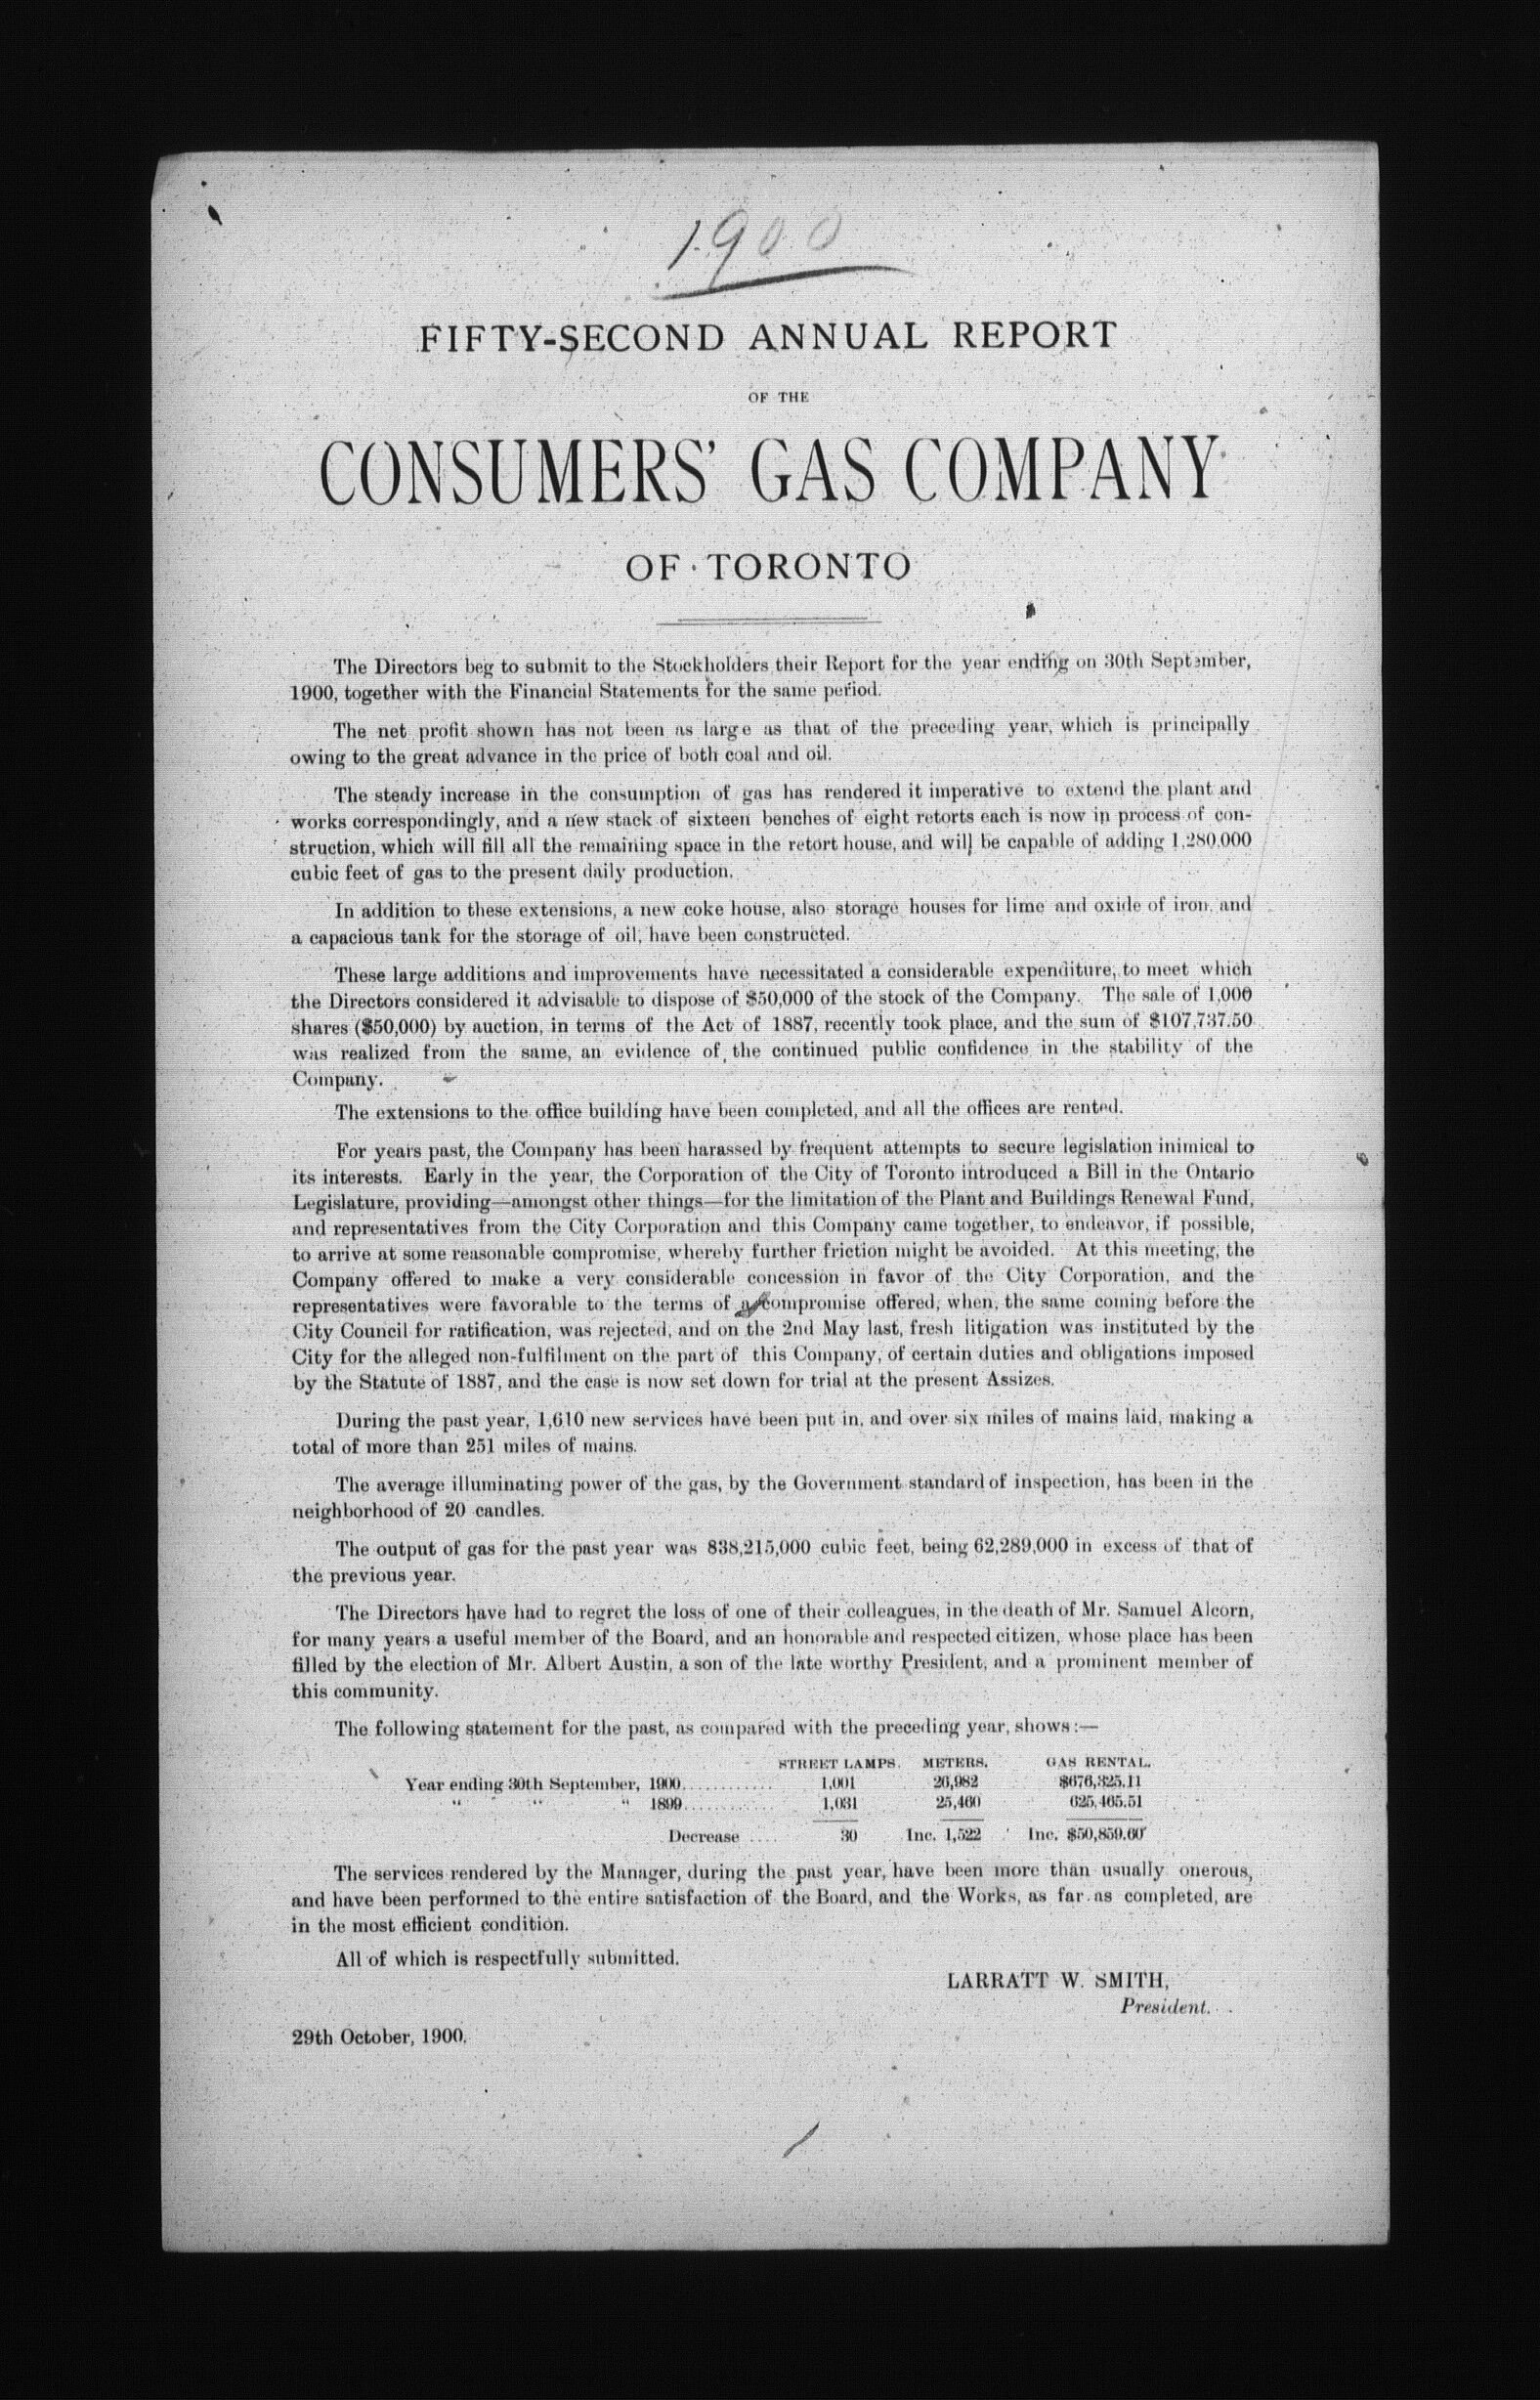 1900
FIFTY-SECOND ANNUAL REPORT
OF THE
CONSUMERS' GAS COMPANY
OF TORONTO
The Directors beg to submit to the Stockholders their Report for the year ending on 30th September,
1900, together with the Financial Statements for the same period.
The net profit shown has not been as large as that of the preceding year, which is principally
owing to the great advance in the price of both coal and oil.
The steady increase in the consumption of gas has rendered it imperative to extend the plant and
works correspondingly, and a new stack of sixteen benches of eight retorts each is now in process of con-
struction, which will fill all the remaining space in the retort house, and will be capable of adding 1,280,000
cubic feet of gas to the present daily production.
In addition to these extensions, a new coke house, also storage houses for lime and oxide of iron, and
a capacious tank for the storage of oil, have been constructed.
These large additions and improvements have necessitated a considerable expenditure, to meet which
the Directors considered it advisable to dispose of $50,000 of the stock of the Company. The sale of 1,000
shares ($50,000) by auction, in terms of the Act of 1887, recently took place, and the sum of $107,737.50
was realized from the same, an evidence of the continued public confidence in the stability of the
Company.
The extensions to the office building have been completed, and all the offices are rented.
For years past, the Company has been harassed by frequent attempts to secure legislation inimical to
its interests. Early in the year, the Corporation of the City of Toronto introduced a Bill in the Ontario
Legislature, providing—amongst other things—for the limitation of the Plant and Buildings Renewal Fund,
and representatives from the City Corporation and this Company came together, to endeavor, if possible,
to arrive at some reasonable compromise, whereby further friction might be avoided. At this meeting, the
Company offered to make a very considerable concession in favor of the City Corporation, and the
representatives were favorable to the terms of compromise offered, when, the same coming before the
City Council for ratification, was rejected, and on the 2nd May last, fresh litigation was instituted by the
City for the alleged non-fulfilment on the part of this Company, of certain duties and obligations imposed
by the Statute of 1887, and the case is now set down for trial at the present Assizes.
During the past year, 1,610 new services have been put in, and over six miles of mains laid, making a
total of more than 251 miles of mains.
The average illuminating power of the gas, by the Government standard of inspection, has been in the
neighborhood of 20 candles.
The output of gas for the past year was 838,215,000 cubic feet, being 62,289,000 in excess of that of
the previous year.
The Directors have had to regret the loss of one of their colleagues, in the death of Mr. Samuel Alcorn,
for many years a useful member of the Board, and an honorable and respected citizen, whose place has been
filled by the election of Mr. Albert Austin, a son of the late worthy President, and a prominent member of
this community.
The following statement for the past, as compared with the preceding year, shows:—
STREET LAMPS. METERS. GAS RENTAL.
Year ending 30th September, 1900............ 1,001 26,982 $676,325.11
" " " 1899............ 1,031 25,460 625,465.51
Decrease .... 30 Inc. 1,522 Inc. $50,859.60
The services rendered by the Manager, during the past year, have been more than usually onerous,
and have been performed to the entire satisfaction of the Board, and the Works, as far as completed, are
in the most efficient condition.
All of which is respectfully submitted.
LARRATT W. SMITH,
President.
29th October, 1900.